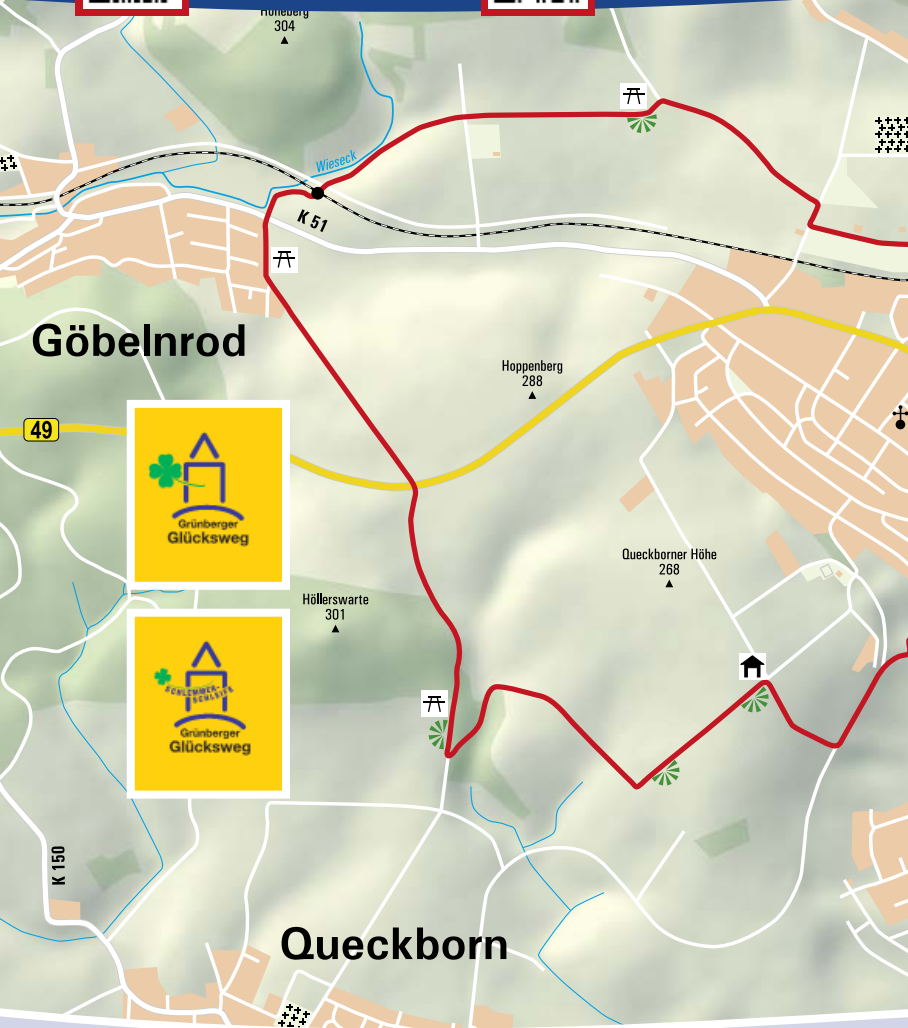 Höneberg
304
Wieseck
K 51
Göbelnrod
Hoppenberg
288
49
Grünberger
Glücksweg
Queckborner Höhe
268
Höllerswarte
301
SCHLEMMER-
SCHLEIFE
Grünberger
Glücksweg
K 150
Queckborn